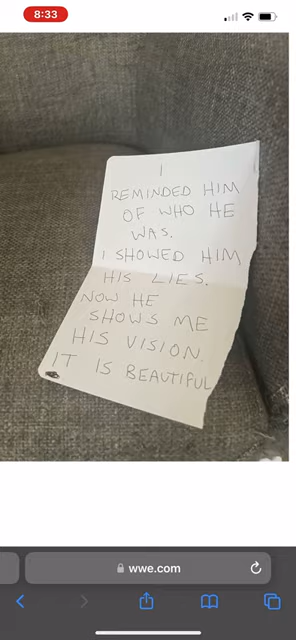 8:33
I
REMINDED HIM
OF WHO HE
WAS.
I SHOWED HIM
HIS LIES.
NOW HE
SHOWS ME
HIS VISION.
IT IS BEAUTIFUL
wwe.com